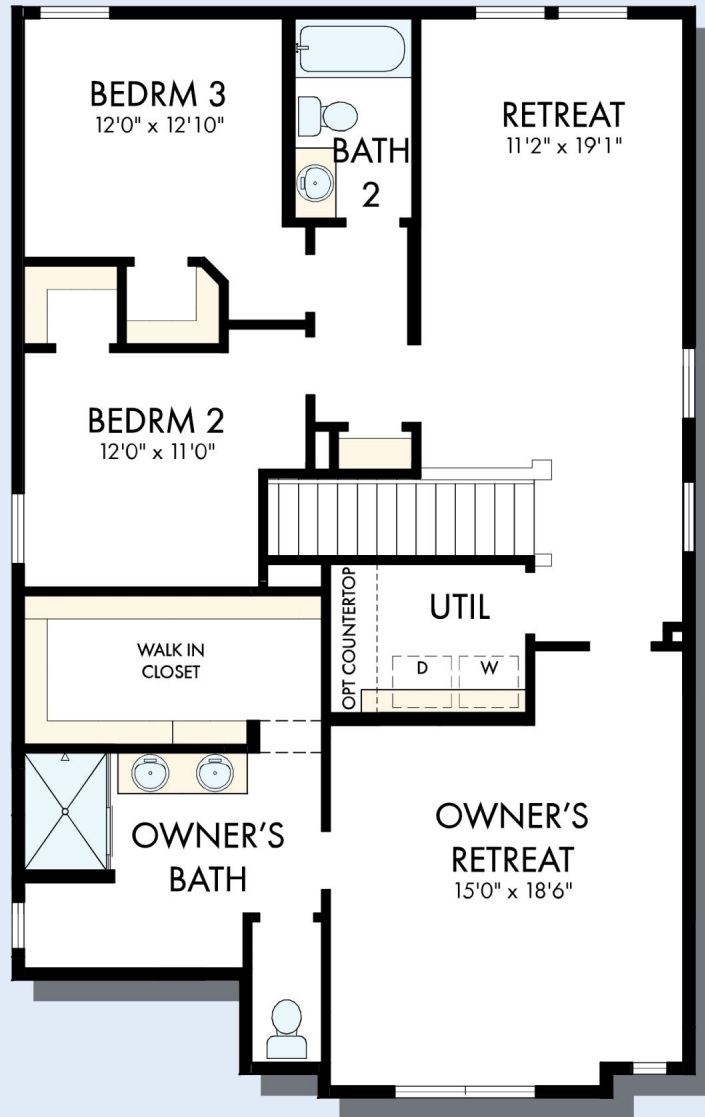 BEDRM 3
12'0" x 12'10"
BATH
2
RETREAT
11'2" x 19'1"
BEDRM 2
12'0" x 11'0"
OPT COUNTERTOP
UTIL
D
W
WALK IN
CLOSET
OWNER'S
BATH
OWNER'S
RETREAT
15'0" x 18'6"